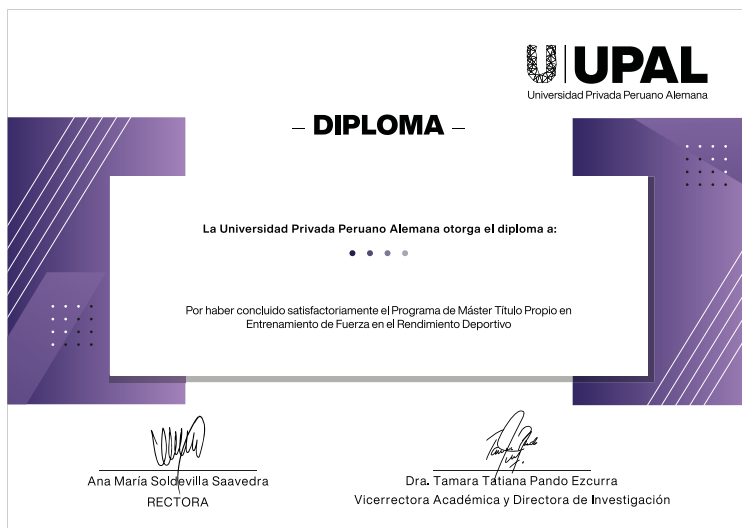 UPAL
Universidad Privada Peruano Alemana
– DIPLOMA –
La Universidad Privada Peruano Alemana otorga el diploma a:
Por haber concluido satisfactoriamente el Programa de Máster Título Propio en
Entrenamiento de Fuerza en el Rendimiento Deportivo
Ana María Soldevilla Saavedra
RECTORA
Dra. Tamara Tatiana Pando Ezcurra
Vicerrectora Académica y Directora de Investigación